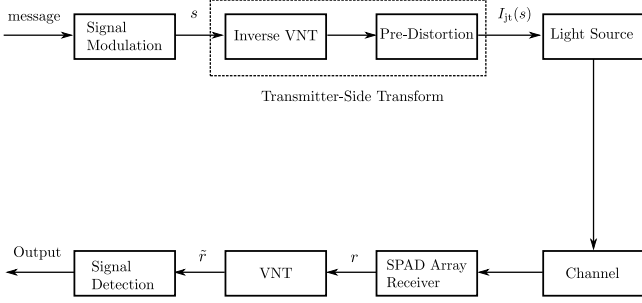 message
Signal
Modulation
s
Inverse VNT
Pre-Distortion
I_jt(s)
Light Source
Transmitter-Side Transform
Output
Signal
Detection
r̃
VNT
r
SPAD Array
Receiver
Channel